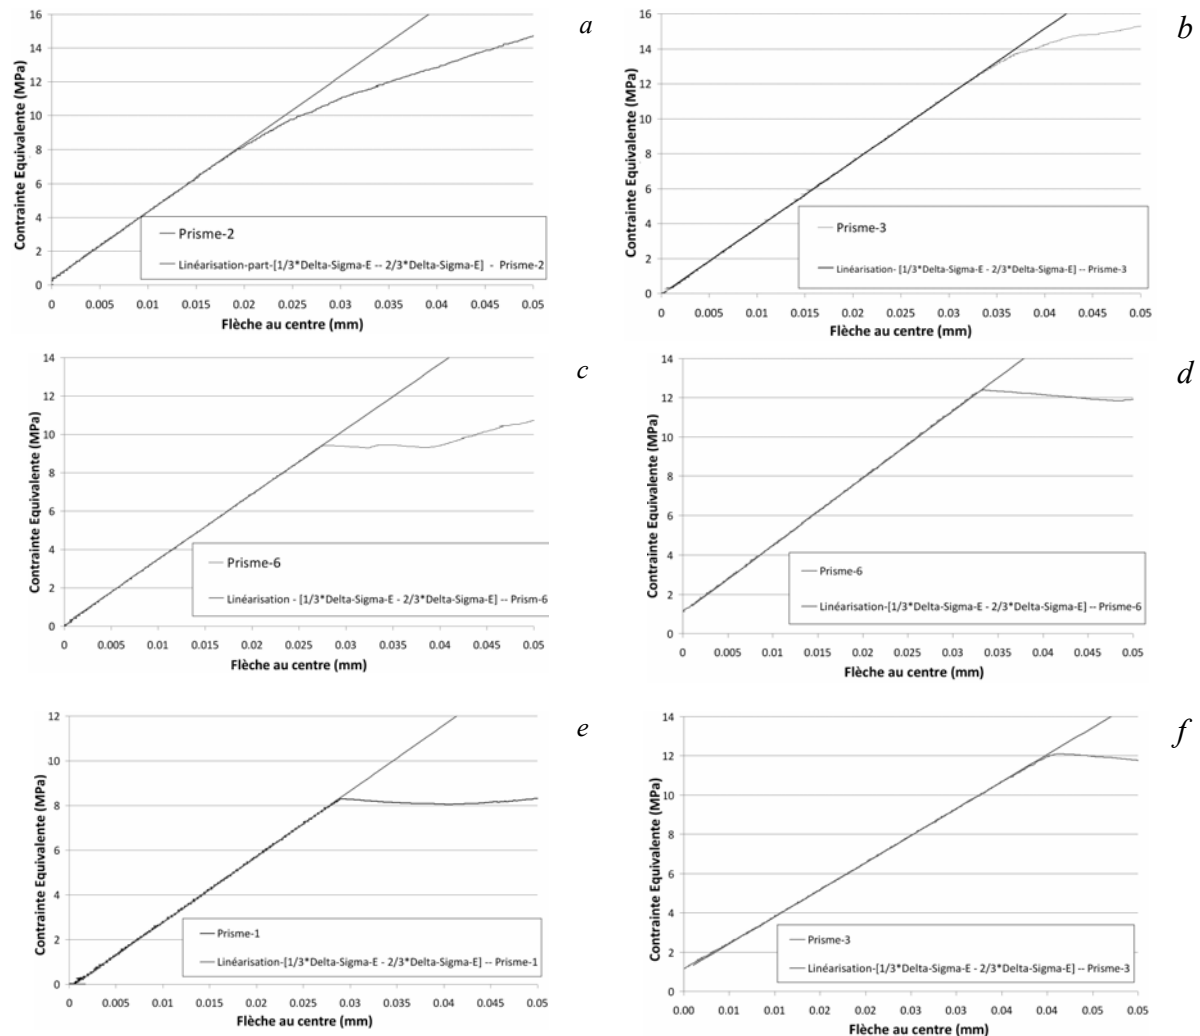 a
Contrainte Equivalente (MPa)
16
14
12
10
8
6
4
2
0
Prisme-2
Linéarisation-part-[1/3*Delta-Sigma-E -- 2/3*Delta-Sigma-E] - Prisme-2
0 0.005 0.01 0.015 0.02 0.025 0.03 0.035 0.04 0.045 0.05
Flèche au centre (mm)
b
Contrainte Equivalente (MPa)
16
14
12
10
8
6
4
2
0
Prisme-3
Linéarisation- [1/3*Delta-Sigma-E - 2/3*Delta-Sigma-E] -- Prisme-3
0 0.005 0.01 0.015 0.02 0.025 0.03 0.035 0.04 0.045 0.05
Flèche au centre (mm)
c
Contrainte Equivalente (MPa)
14
12
10
8
6
4
2
0
Prisme-6
Linéarisation - [1/3*Delta-Sigma-E - 2/3*Delta-Sigma-E] -- Prism-6
0 0.005 0.01 0.015 0.02 0.025 0.03 0.035 0.04 0.045 0.05
Flèche au centre (mm)
d
Contrainte Equivalente (MPa)
14
12
10
8
6
4
2
0
Prisme-6
Linéarisation-[1/3*Delta-Sigma-E - 2/3*Delta-Sigma-E] -- Prisme-6
0 0.005 0.01 0.015 0.02 0.025 0.03 0.035 0.04 0.045 0.05
Flèche au centre (mm)
e
Contrainte Equivalente (MPa)
12
10
8
6
4
2
0
Prisme-1
Linéarisation-[1/3*Delta-Sigma-E - 2/3*Delta-Sigma-E] -- Prisme-1
0 0.005 0.01 0.015 0.02 0.025 0.03 0.035 0.04 0.045 0.05
Flèche au centre (mm)
f
Contrainte Equivalente (MPa)
14
12
10
8
6
4
2
0
Prisme-3
Linéarisation-[1/3*Delta-Sigma-E - 2/3*Delta-Sigma-E] -- Prisme-3
0.00 0.01 0.01 0.02 0.02 0.03 0.03 0.04 0.04 0.05 0.05
Flèche au centre (mm)